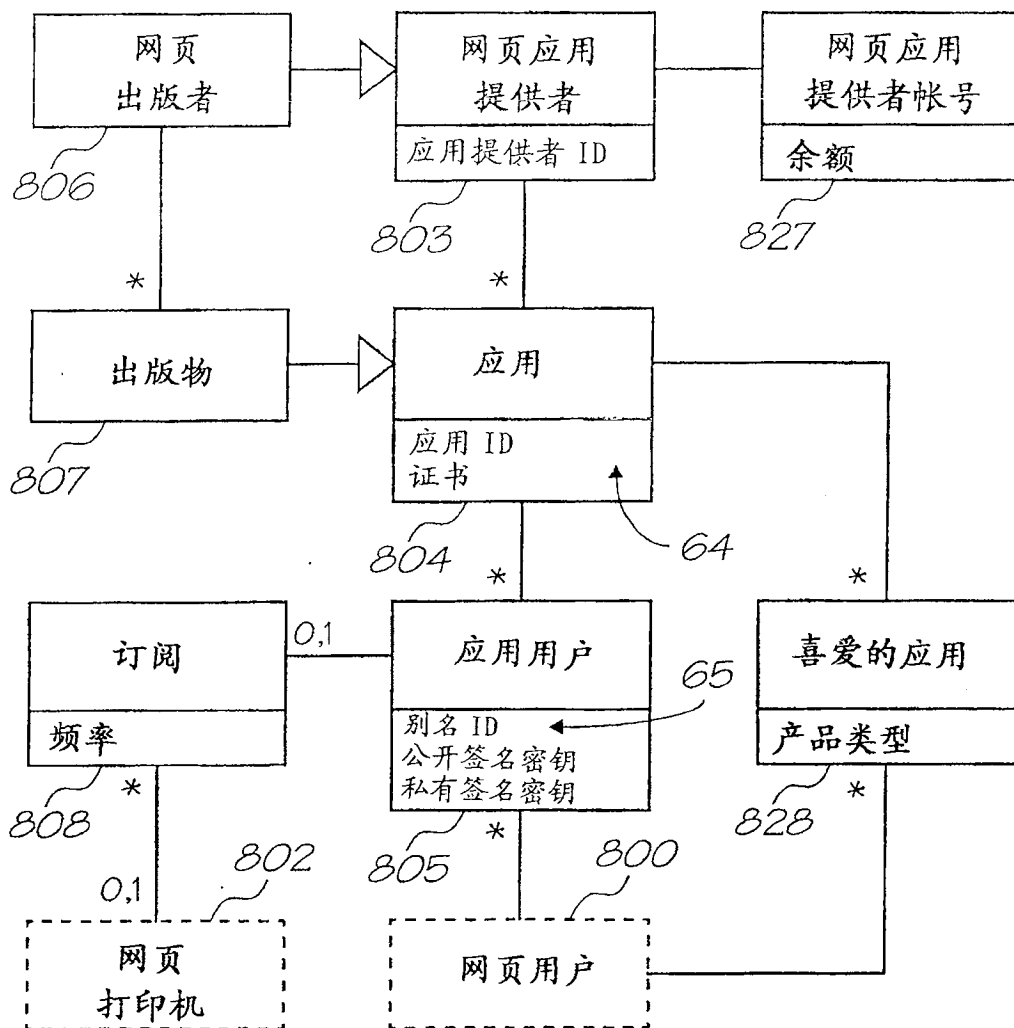 网页
出版者
806
网页应用
提供者
应用提供者 ID
803
网页应用
提供者帐号
余额
827
*
*
出版物
807
应用
应用 ID
证书
804
64
*
*
订阅
频率
808
0,1
应用用户
别名 ID
公开签名密钥
私有签名密钥
805
65
喜爱的应用
产品类型
828
*
*
*
802
800
0,1
网页
打印机
网页用户